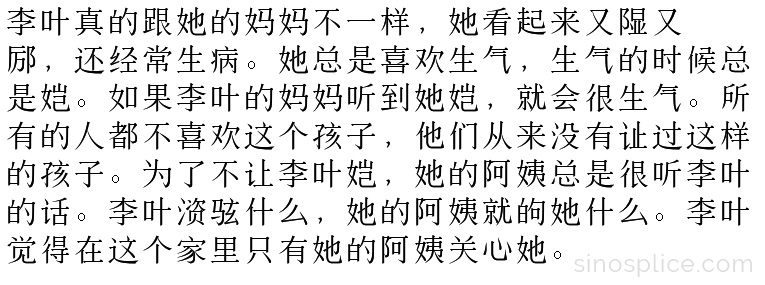 李叶真的跟她的妈妈不一样，她看起来又又
，还经常生病。她总是喜欢生气，生气的时候总
是。如果李叶的妈妈听到她，就会很生气。所
有的人都不喜欢这个孩子，他们从来没有过这样
的孩子。为了不让李叶，她的阿姨总是很听李叶
的话。李叶什么，她的阿姨就她什么。李叶
觉得在这个家里只有她的阿姨关心她。
sinosplice.com